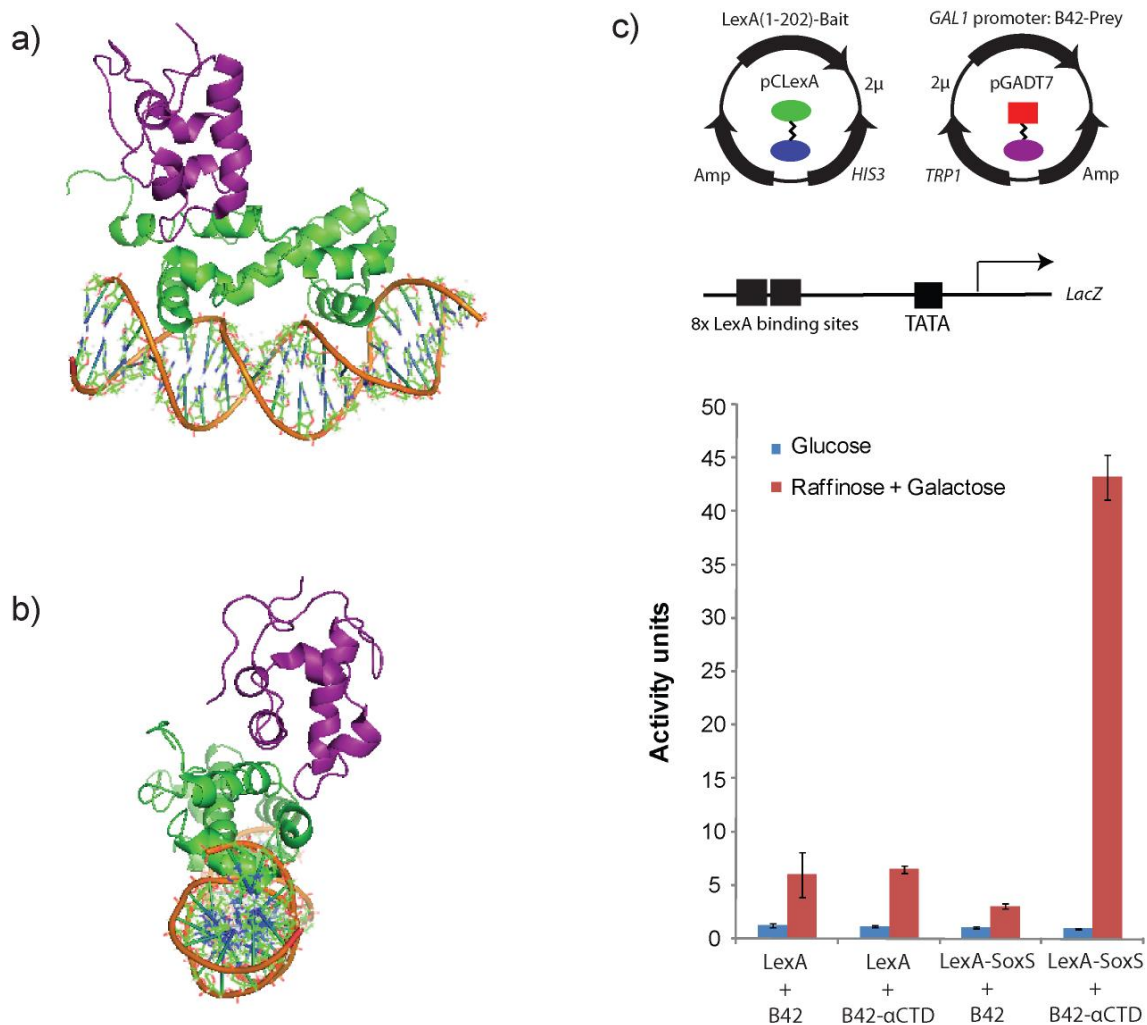 a)
b)
c)
LexA(1-202)-Bait
GAL1 promoter: B42-Prey
pCLexA
2μ
2μ
pGADT7
Amp
HIS3
TRP1
Amp
8x LexA binding sites
TATA
LacZ
Activity units
50
45
40
35
30
25
20
15
10
5
0
Glucose
Raffinose + Galactose
LexA
+
B42
LexA
+
B42-αCTD
LexA-SoxS
+
B42
LexA-SoxS
+
B42-αCTD